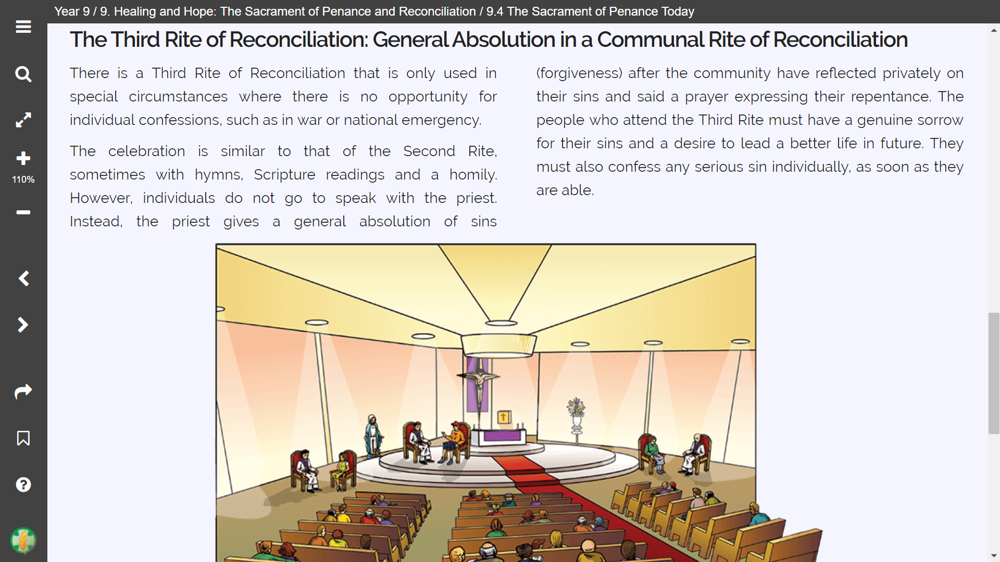 Year 9 / 9. Healing and Hope: The Sacrament of Penance and Reconciliation / 9.4 The Sacrament of Penance Today
The Third Rite of Reconciliation: General Absolution in a Communal Rite of Reconciliation
There is a Third Rite of Reconciliation that is only used in
special circumstances where there is no opportunity for
individual confessions, such as in war or national emergency.
The celebration is similar to that of the Second Rite,
sometimes with hymns, Scripture readings and a homily.
However, individuals do not go to speak with the priest.
Instead, the priest gives a general absolution of sins
(forgiveness) after the community have reflected privately on
their sins and said a prayer expressing their repentance. The
people who attend the Third Rite must have a genuine sorrow
for their sins and a desire to lead a better life in future. They
must also confess any serious sin individually, as soon as they
are able.
110%